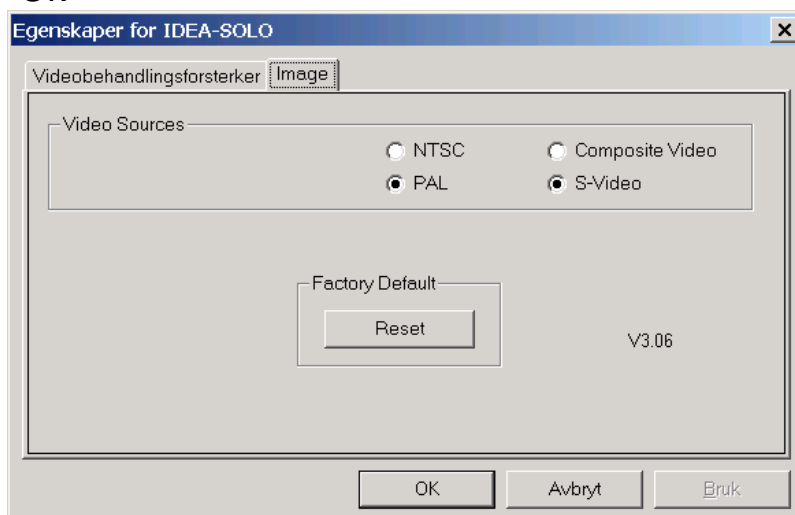 Egenskaper for IDEA-SOLO
Videobehandlingsforsterker Image
Video Sources
NTSC Composite Video
PAL S-Video
Factory Default
Reset
V3.06
OK Avbryt Bruk